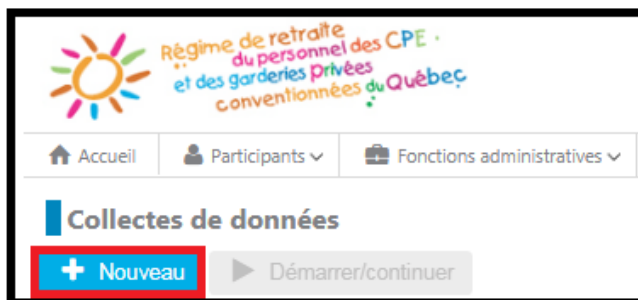 Régime de retraite
du personnel des CPE
et des garderies privées
conventionnées du Québec
Accueil Participants Fonctions administratives
Collectes de données
Nouveau Démarrer/continuer